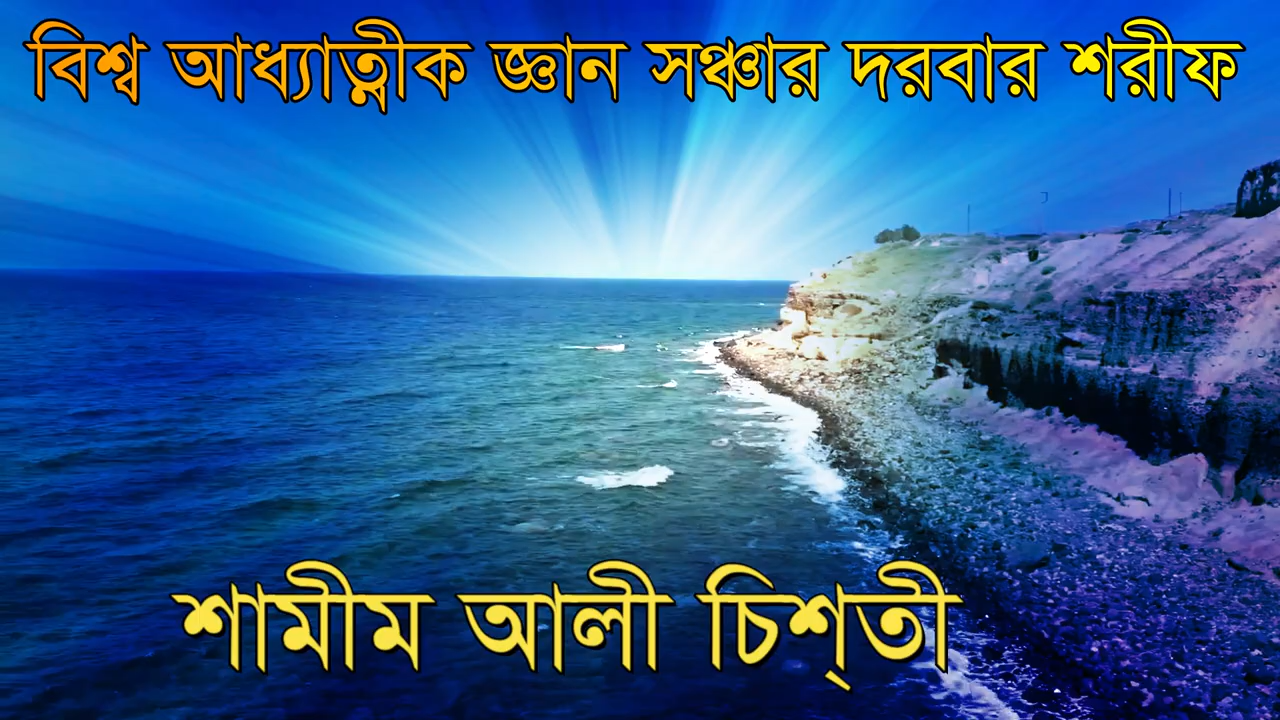 বিশ্ব আধ্যাত্নীক জ্ঞান সঞ্চার দরবার শরীফ
শামীম আলী চিশ্‌তী